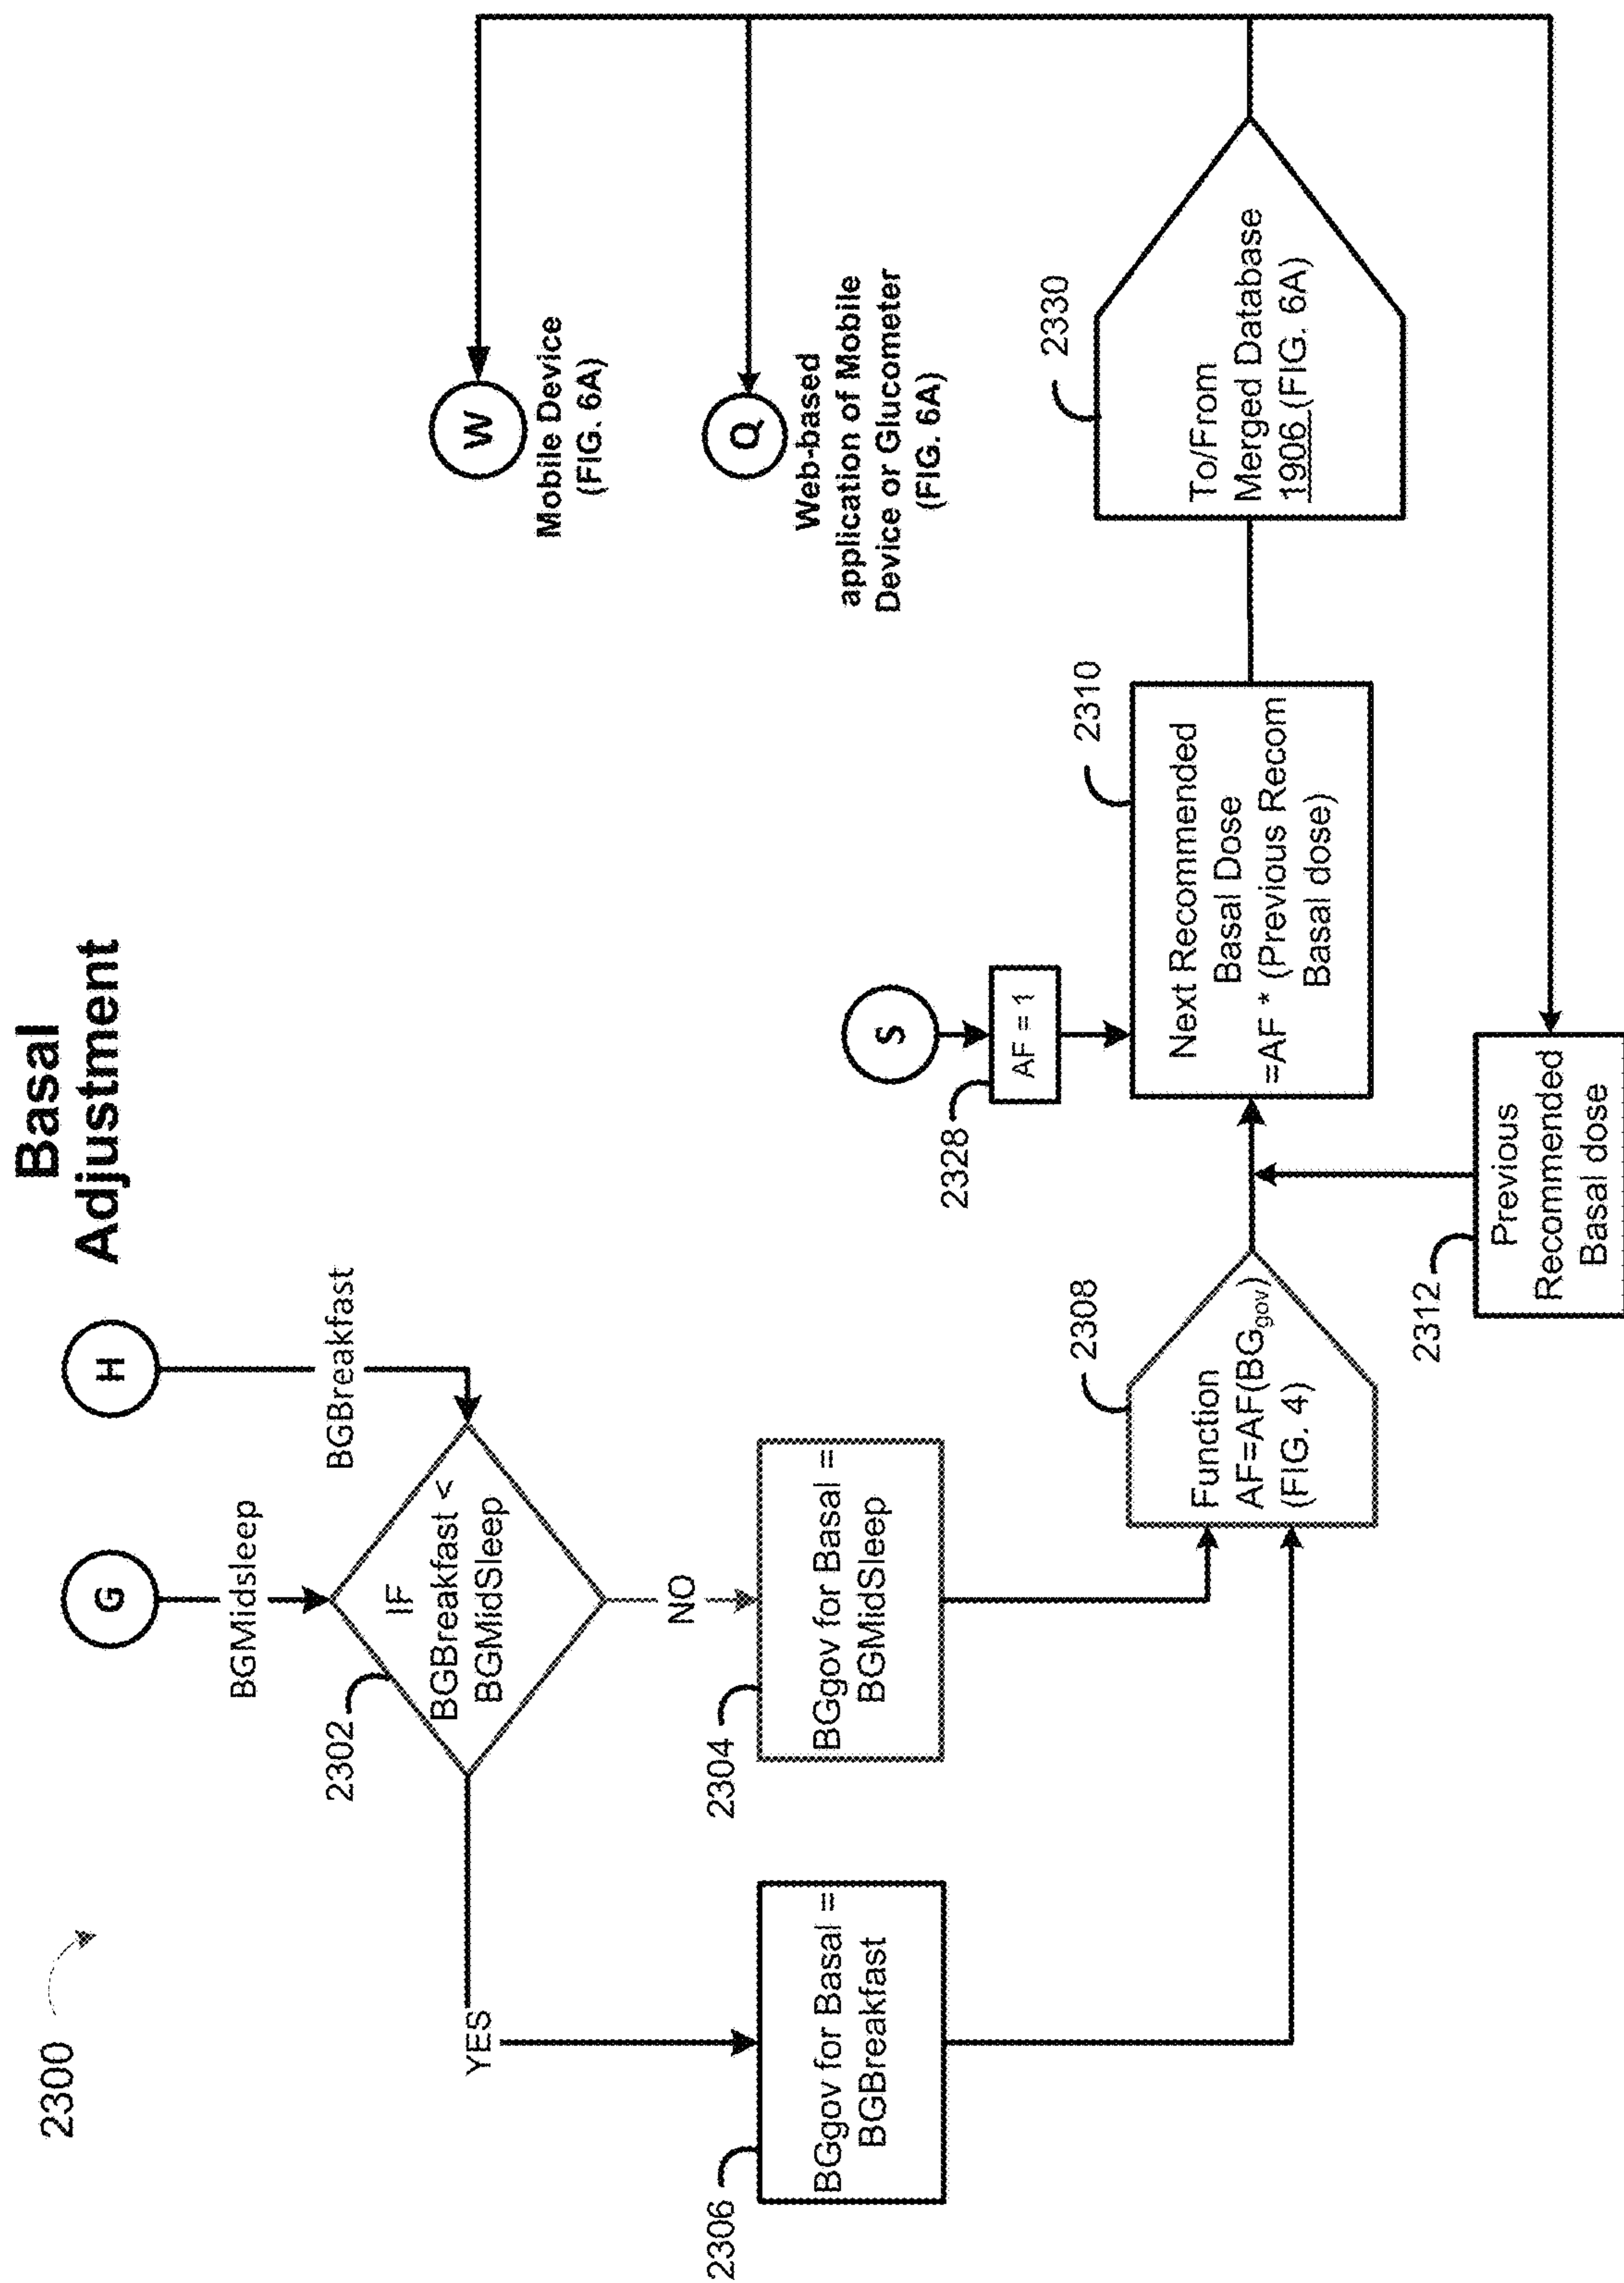 2300
Basal
Adjustment
G
H
BGMidsleep
BGBreakfast
2302
IF
BGBreakfast <
BGMidSleep
YES
NO
2306
BGgov for Basal =
BGBreakfast
2304
BGgov for Basal =
BGMidSleep
2308
Function
AF=AF(BGgov)
(FIG. 4)
2312
Previous
Recommended
Basal dose
S
2328
AF = 1
2310
Next Recommended
Basal Dose
=AF * (Previous Recom
Basal dose)
2330
To/From
Merged Database
1906 (FIG. 6A)
W
Mobile Device
(FIG. 6A)
Q
Web-based
application of Mobile
Device or Glucometer
(FIG. 6A)